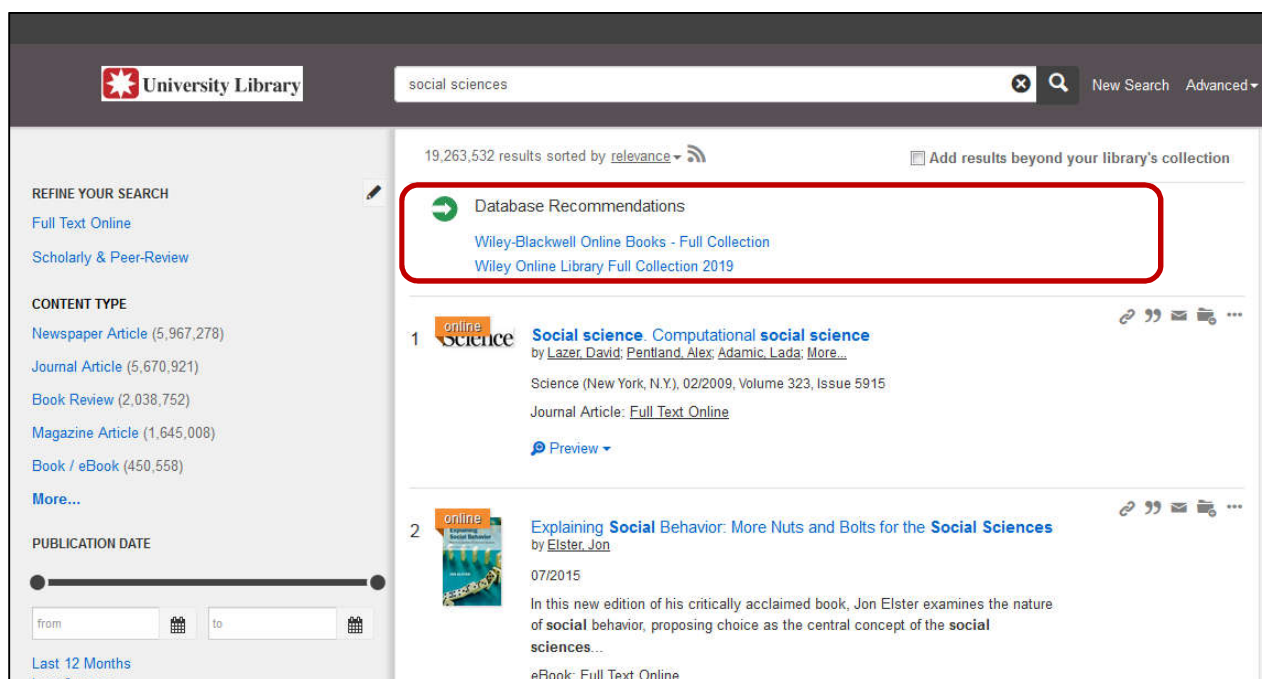 University Library
social sciences
New Search Advanced
REFINE YOUR SEARCH
Full Text Online
Scholarly & Peer-Review
CONTENT TYPE
Newspaper Article (5,967,278)
Journal Article (5,670,921)
Book Review (2,038,752)
Magazine Article (1,645,008)
Book / eBook (450,558)
More...
PUBLICATION DATE
from to
Last 12 Months
19,263,532 results sorted by relevance
Add results beyond your library's collection
Database Recommendations
Wiley-Blackwell Online Books - Full Collection
Wiley Online Library Full Collection 2019
1
online
Science
Social science. Computational social science
by Lazer, David; Pentland, Alex; Adamic, Lada; More...
Science (New York, N.Y.), 02/2009, Volume 323, Issue 5915
Journal Article: Full Text Online
Preview
2
online
Explaining
Social Behavior
Explaining Social Behavior: More Nuts and Bolts for the Social Sciences
by Elster, Jon
07/2015
In this new edition of his critically acclaimed book, Jon Elster examines the nature
of social behavior, proposing choice as the central concept of the social
sciences...
eBook: Full Text Online